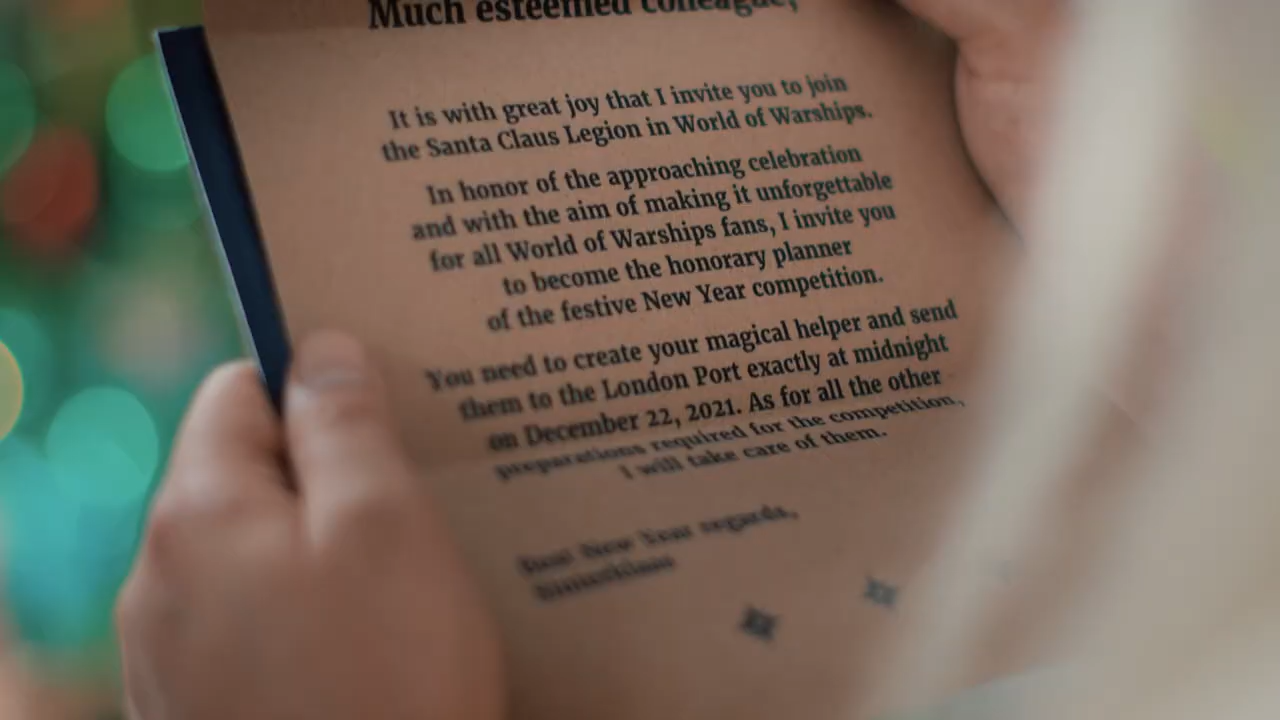 Much esteemed colleague,
It is with great joy that I invite you to join
the Santa Claus Legion in World of Warships.
In honor of the approaching celebration
and with the aim of making it unforgettable
for all World of Warships fans, I invite you
to become the honorary planner
of the festive New Year competition.
You need to create your magical helper and send
them to the London Port exactly at midnight
on December 22, 2021. As for all the other
preparations required for the competition,
I will take care of them.
Best New Year regards,